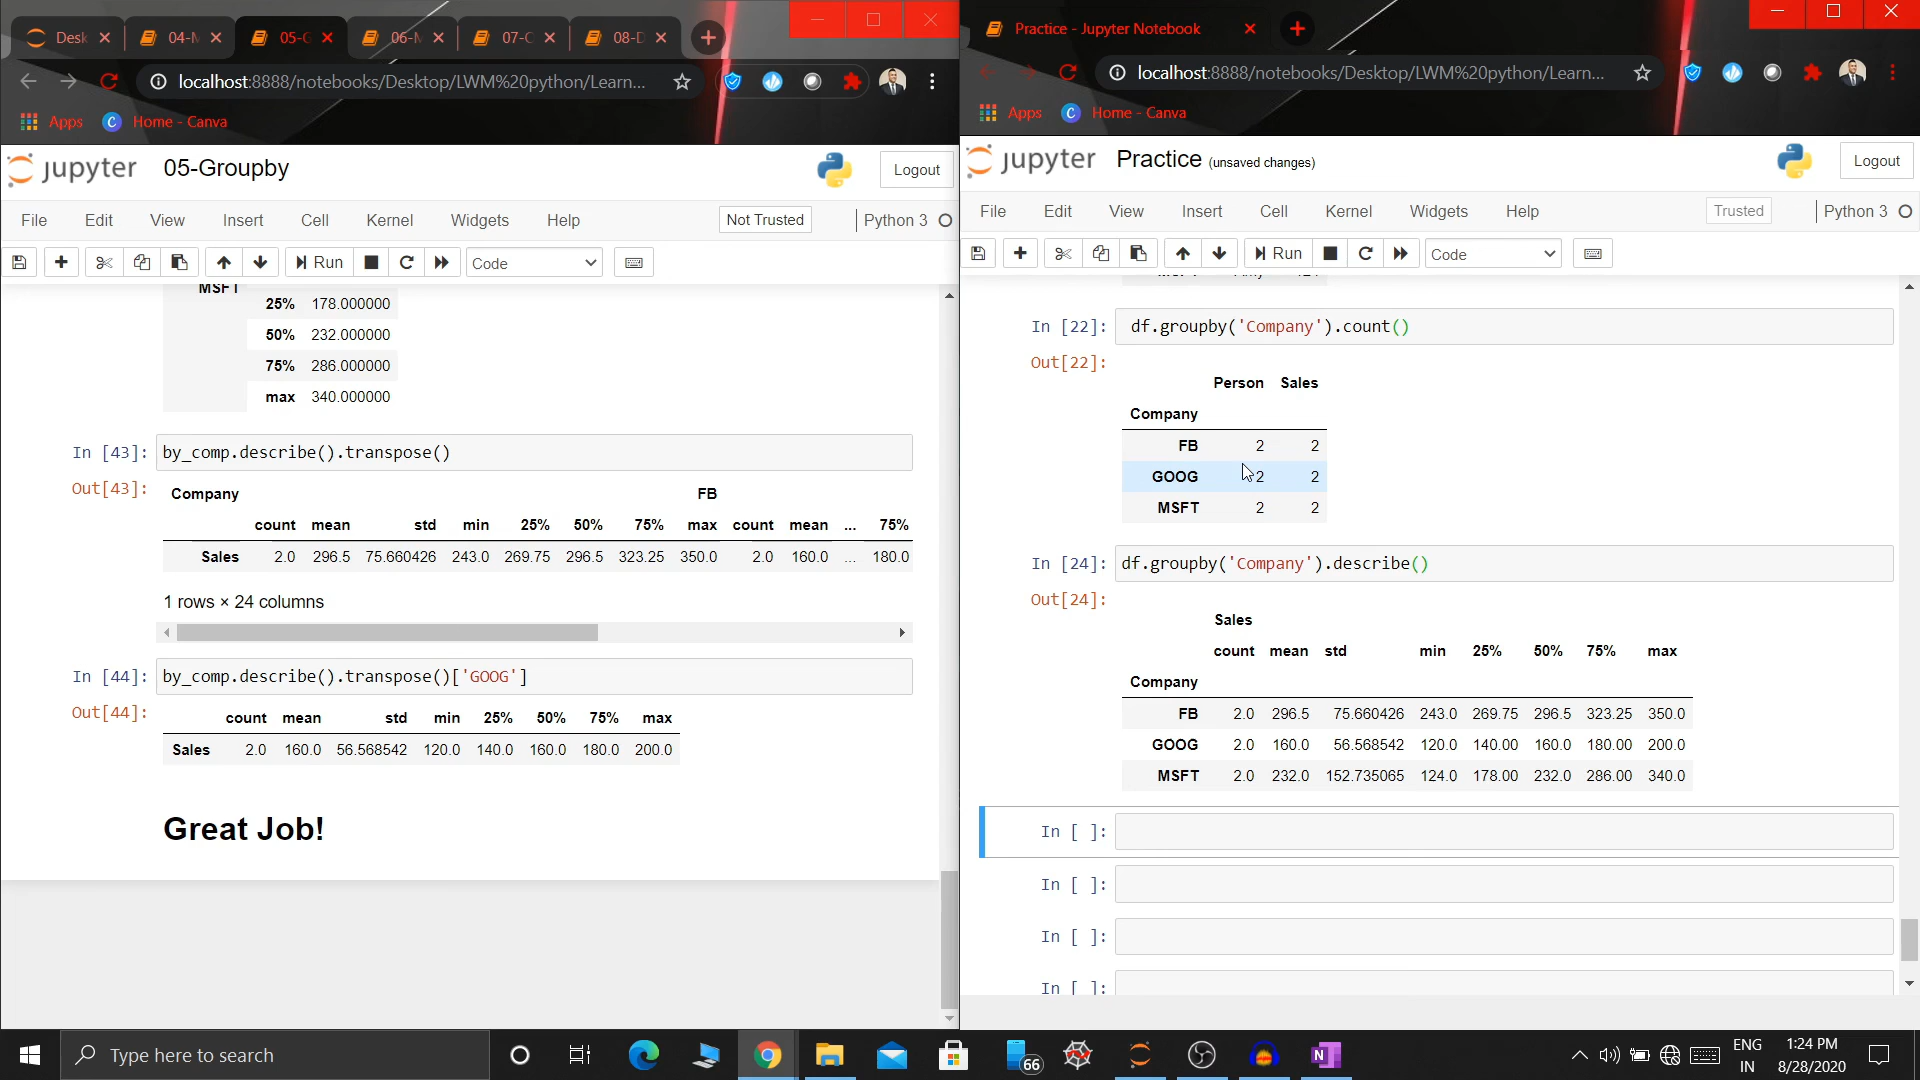 Desk
04-N
05-G
06-M
07-C
08-D
localhost:8888/notebooks/Desktop/LWM%20python/Learn...
Apps
Home - Canva
jupyter 05-Groupby
Logout
File Edit View Insert Cell Kernel Widgets Help
Not Trusted
Python 3
Run
Code
MSFT
25% 178.000000
50% 232.000000
75% 286.000000
max 340.000000
In [43]: by_comp.describe().transpose()
Out[43]:
Company FB
count mean std min 25% 50% 75% max count mean ... 75%
Sales 2.0 296.5 75.660426 243.0 269.75 296.5 323.25 350.0 2.0 160.0 ... 180.0
1 rows × 24 columns
In [44]: by_comp.describe().transpose()['GOOG']
Out[44]:
count mean std min 25% 50% 75% max
Sales 2.0 160.0 56.568542 120.0 140.0 160.0 180.0 200.0
Great Job!
Practice - Jupyter Notebook
localhost:8888/notebooks/Desktop/LWM%20python/Learn...
Apps
Home - Canva
jupyter Practice (unsaved changes)
Logout
File Edit View Insert Cell Kernel Widgets Help
Trusted
Python 3
Run
Code
In [22]: df.groupby('Company').count()
Out[22]:
Person Sales
Company
FB 2 2
GOOG 2 2
MSFT 2 2
In [24]: df.groupby('Company').describe()
Out[24]:
Sales
count mean std min 25% 50% 75% max
Company
FB 2.0 296.5 75.660426 243.0 269.75 296.5 323.25 350.0
GOOG 2.0 160.0 56.568542 120.0 140.00 160.0 180.00 200.0
MSFT 2.0 232.0 152.735065 124.0 178.00 232.0 286.00 340.0
In [ ]:
In [ ]:
In [ ]:
In [ ]:
Type here to search
66
ENG
IN
1:24 PM
8/28/2020